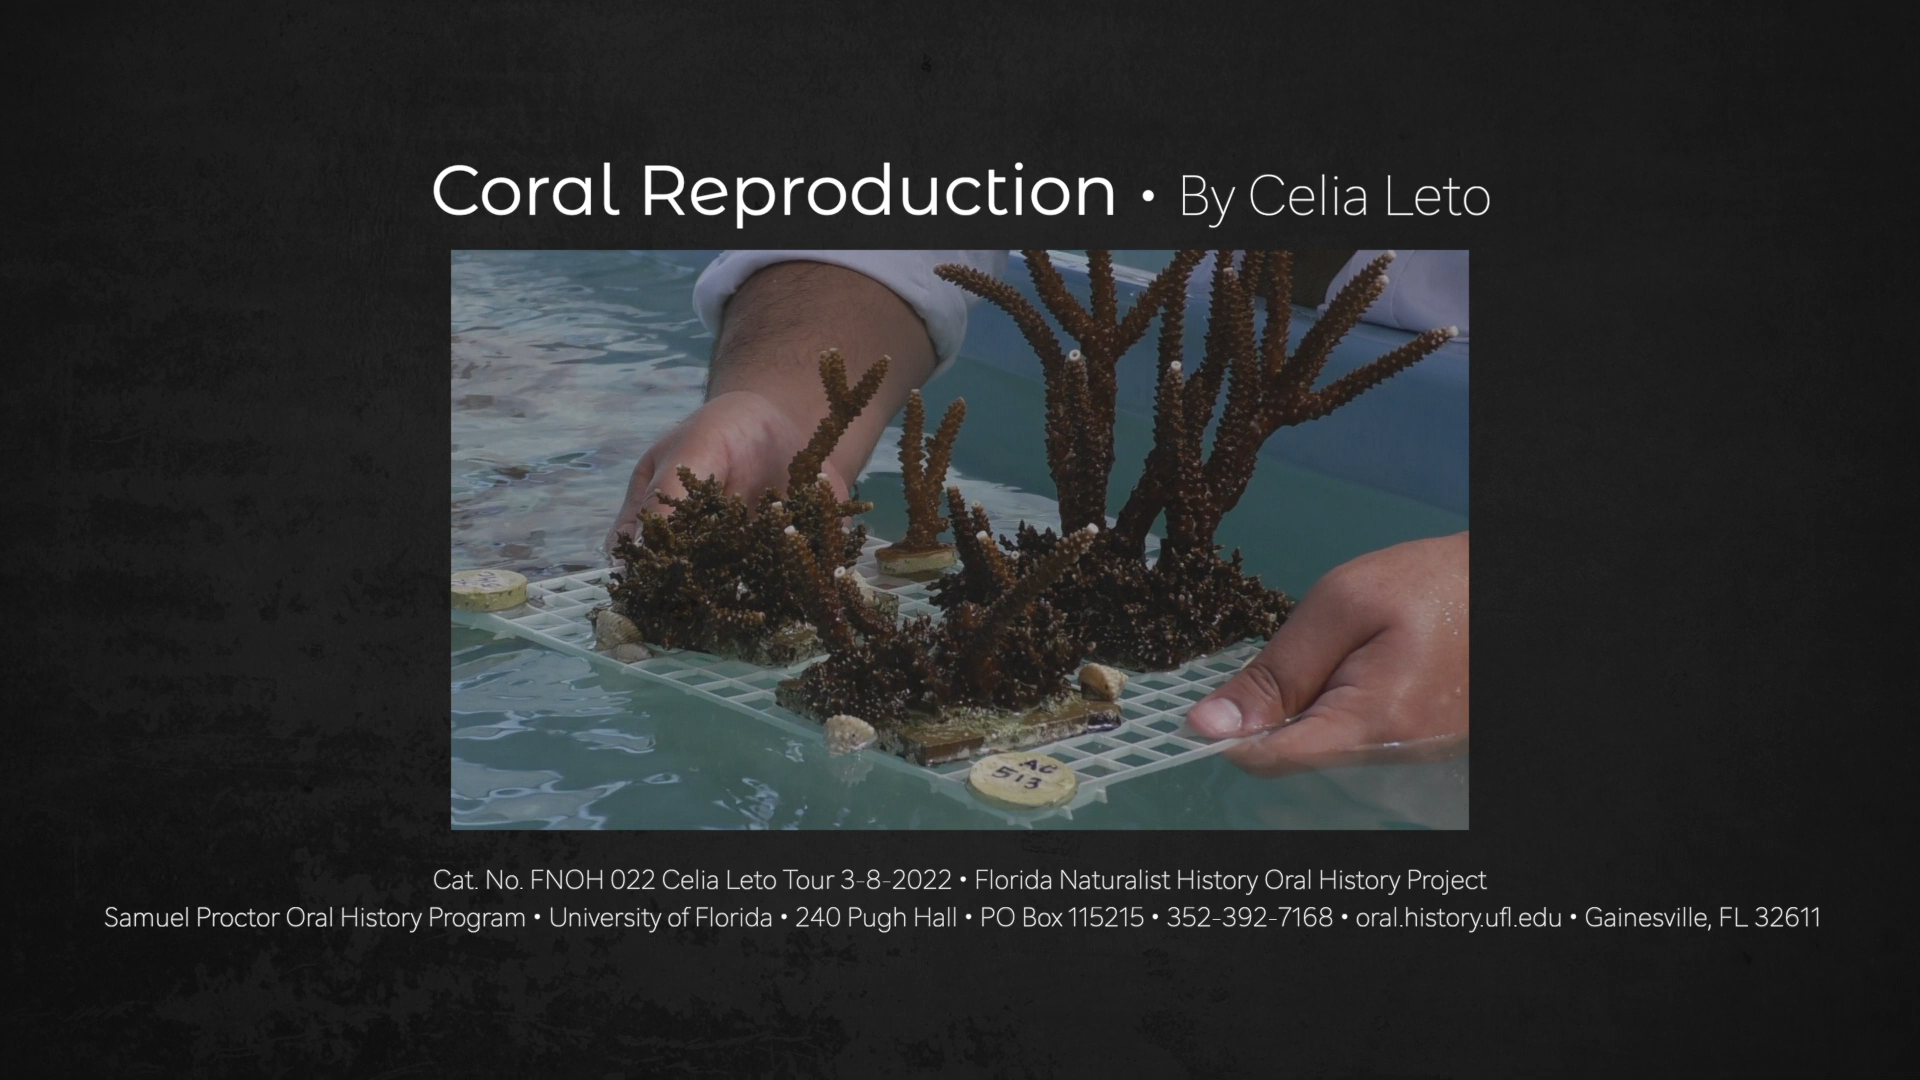 Coral Reproduction • By Celia Leto
AC
513
Cat. No. FNOH 022 Celia Leto Tour 3-8-2022 • Florida Naturalist History Oral History Project
Samuel Proctor Oral History Program • University of Florida • 240 Pugh Hall • PO Box 115215 • 352-392-7168 • oral.history.ufl.edu • Gainesville, FL 32611